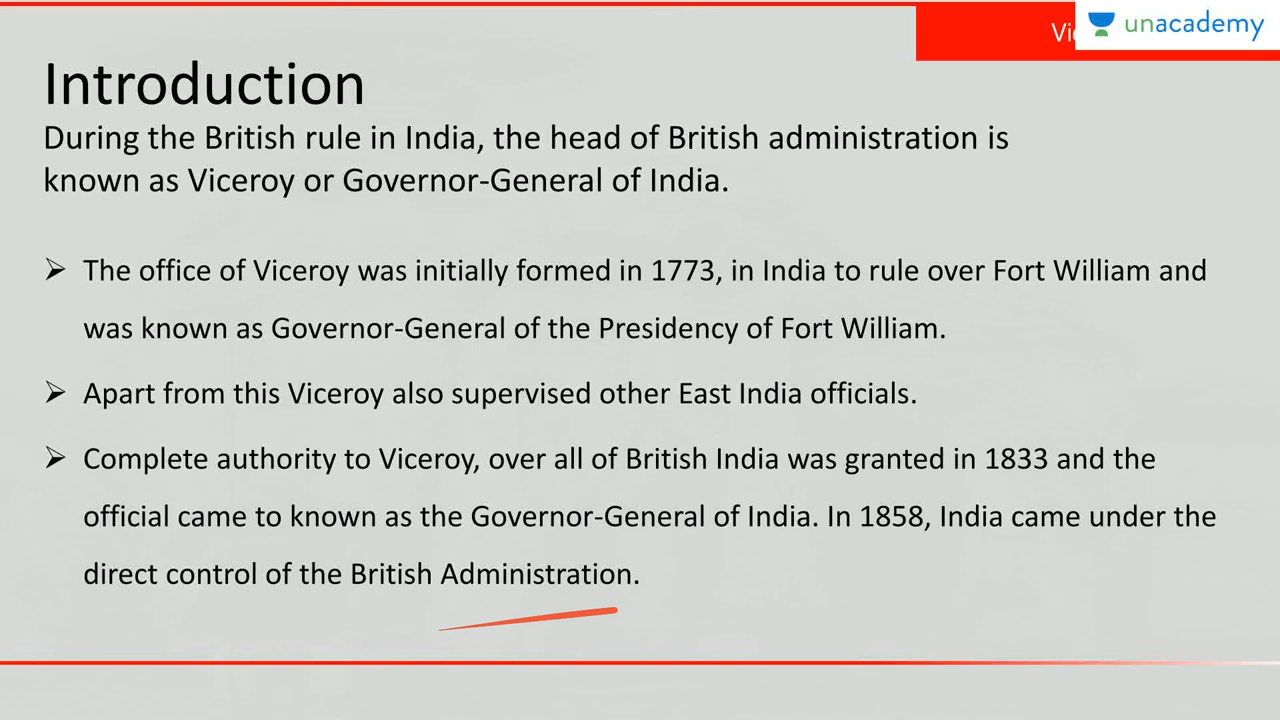 unacademy
Introduction
During the British rule in India, the head of British administration is
known as Viceroy or Governor-General of India.
➢ The office of Viceroy was initially formed in 1773, in India to rule over Fort William and
was known as Governor-General of the Presidency of Fort William.
➢ Apart from this Viceroy also supervised other East India officials.
➢ Complete authority to Viceroy, over all of British India was granted in 1833 and the
official came to known as the Governor-General of India. In 1858, India came under the
direct control of the British Administration.